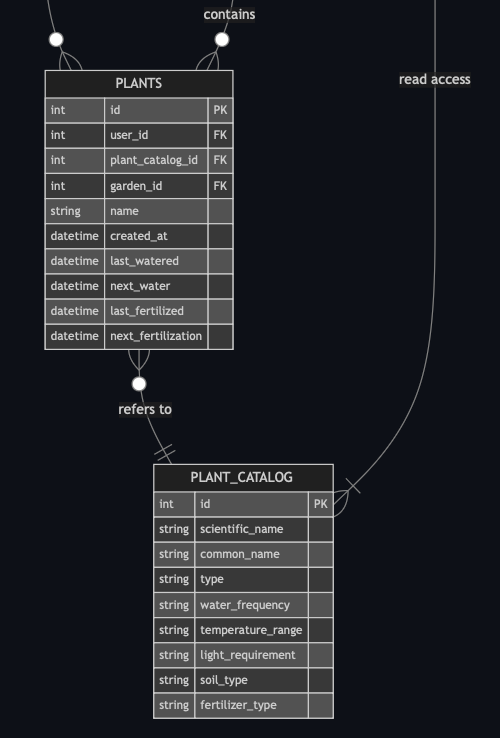 contains
read access
PLANTS
int id PK
int user_id FK
int plant_catalog_id FK
int garden_id FK
string name
datetime created_at
datetime last_watered
datetime next_water
datetime last_fertilized
datetime next_fertilization
refers to
PLANT_CATALOG
int id PK
string scientific_name
string common_name
string type
string water_frequency
string temperature_range
string light_requirement
string soil_type
string fertilizer_type